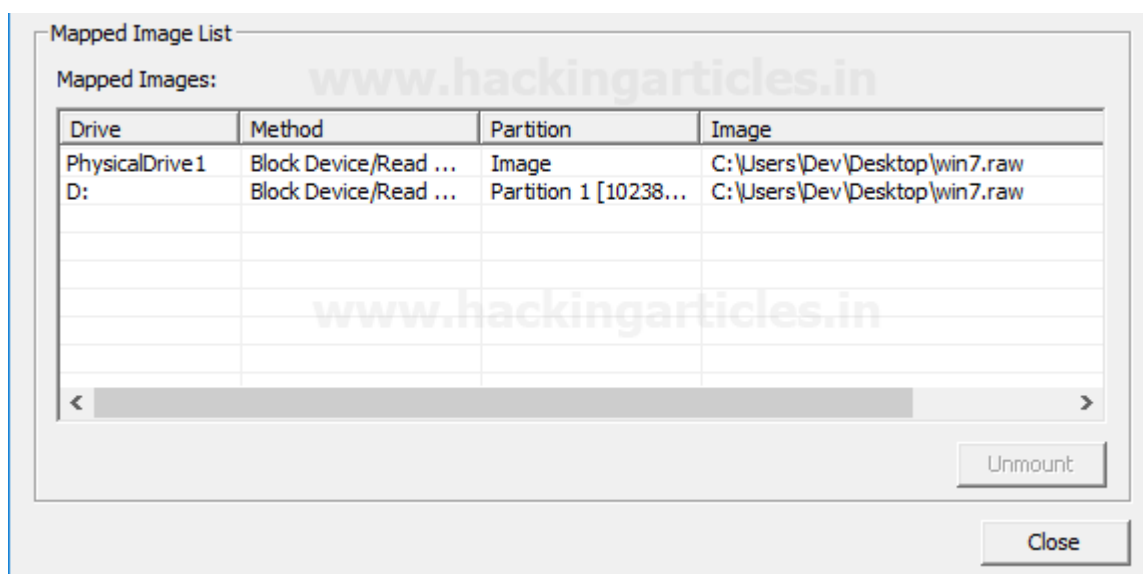 Mapped Image List
www.hackingarticles.in
Mapped Images:
Drive Method Partition Image
PhysicalDrive1 Block Device/Read ... Image C:\Users\Dev\Desktop\win7.raw
D: Block Device/Read ... Partition 1 [10238... C:\Users\Dev\Desktop\win7.raw
www.hackingarticles.in
Unmount
Close